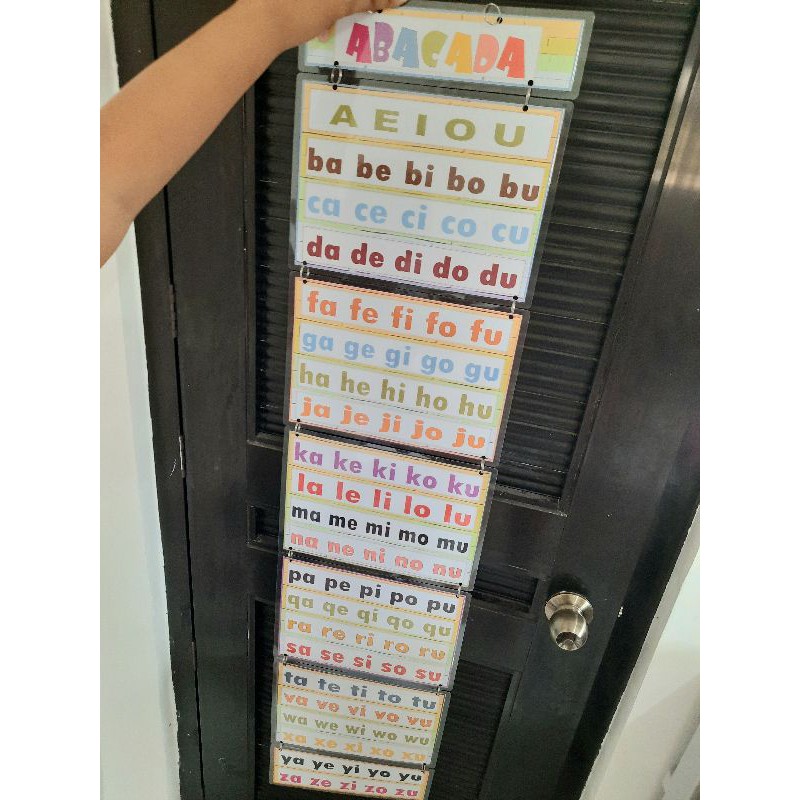 ABACADA
A E I O U
ba be bi bo bu
ca ce ci co cu
da de di do du
fa fe fi fo fu
ga ge gi go gu
ha he hi ho hu
ja je ji jo ju
ka ke ki ko ku
la le li lo lu
ma me mi mo mu
na ne ni no nu
pa pe pi po pu
qa qe qi qo qu
ra re ri ro ru
sa se si so su
ta te ti to tu
va ve vi vo vu
wa we wi wo wu
xa xe xi xo xu
ya ye yi yo yu
za ze zi zo zu